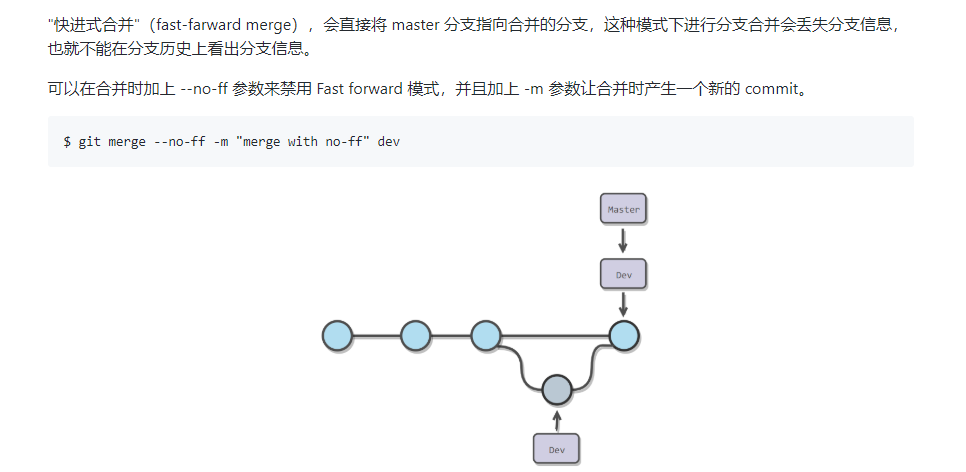 "快进式合并"（fast-farward merge），会直接将 master 分支指向合并的分支，这种模式下进行分支合并会丢失分支信息，
也就不能在分支历史上看出分支信息。
可以在合并时加上 --no-ff 参数来禁用 Fast forward 模式，并且加上 -m 参数让合并时产生一个新的 commit。
$ git merge --no-ff -m "merge with no-ff" dev
Master
Dev
Dev